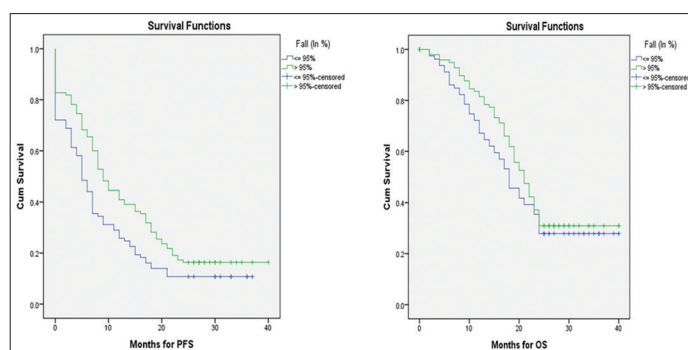 Survival Functions
Fall (In %)
<= 95%
> 95%
<= 95%-censored
> 95%-censored
Cum Survival
1.0
0.8
0.6
0.4
0.2
0.0
0 10 20 30 40
Months for PFS
Survival Functions
Fall (In %)
<= 95%
> 95%
<= 95%-censored
> 95%-censored
Cum Survival
1.0
0.8
0.6
0.4
0.2
0.0
0 10 20 30 40
Months for OS